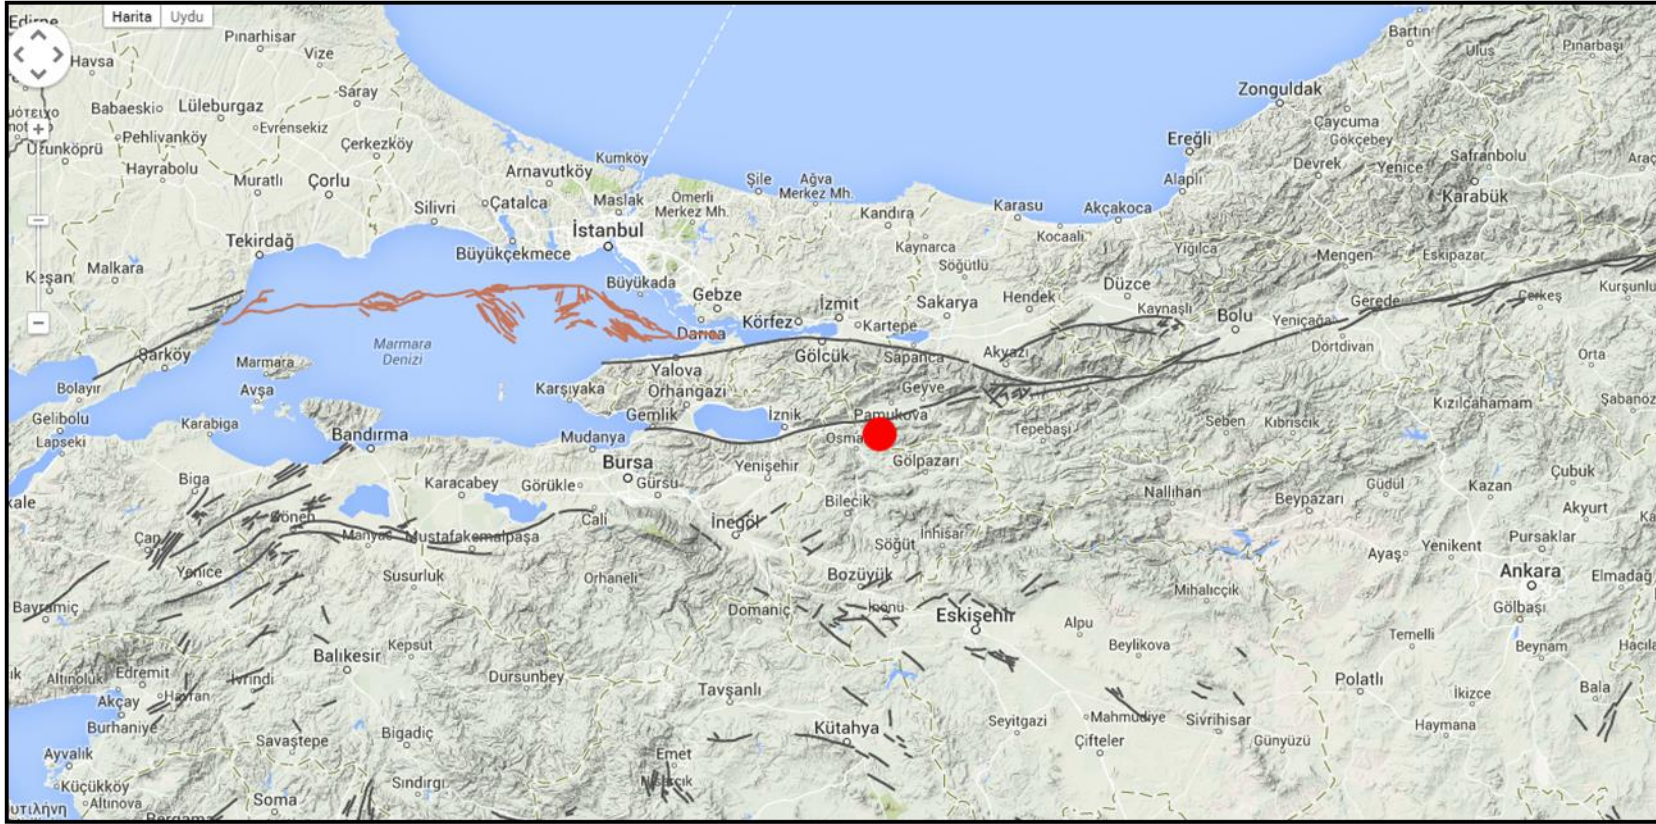 Harita Uydu
Edirne
Pınarhisar
Vize
Havsa
Saray
Babaeski
Lüleburgaz
Evrensekiz
Pehlivanköy
Uzunköprü
Çerkezköy
Hayrabolu
Muratlı
Çorlu
Kumköy
Arnavutköy
Silivri
Çatalca
Maslak
Ömerli
Merkez Mh.
Şile
Ağva
Merkez Mh.
Kandıra
Karasu
Akçakoca
Kocaali
Bartın
Ulus
Pınarbaşı
Zonguldak
Çaycuma
Gökçebey
Ereğli
Devrek
Yenice
Safranbolu
Araç
Alaplı
Karabük
İstanbul
Tekirdağ
Büyükçekmece
Kaynarca
Söğütlü
Yığılca
Mengen
Eskipazar
Keşan
Malkara
Büyükada
Gebze
İzmit
Sakarya
Hendek
Düzce
Kaynaşlı
Bolu
Yeniçağa
Gerede
Çerkeş
Kurşunlu
Darıca
Körfez
Kartepe
Marmara
Denizi
Şarköy
Marmara
Gölcük
Sapanca
Akyazı
Dörtdivan
Orta
Yalova
Bolayır
Avşa
Karşıyaka
Orhangazi
Geyve
Gelibolu
Karabiga
Gemlik
İznik
Pamukova
Seben
Kıbrıscık
Kızılcahamam
Şabanöz
Lapseki
Bandırma
Mudanya
Osma
Tepebaşı
Bursa
Yenişehir
Gölpazarı
Biga
Karacabey
Görükle
Gürsu
Nallıhan
Beypazarı
Güdül
Kazan
Çubuk
kale
Bilecik
Akyurt
Gönen
Çalı
İnegöl
Çan
Manyas
Mustafakemalpaşa
Söğüt
İnhisar
Ayaş
Yenikent
Pursaklar
Yenice
Susurluk
Orhaneli
Bozüyük
Mihalıççık
Ankara
Elmadağ
Bayramiç
Domaniç
İnönü
Eskişehir
Alpu
Gölbaşı
Balıkesir
Kepsut
Beylikova
Temelli
Beynam
Hacıla
Altınoluk
Edremit
İvrindi
Dursunbey
Tavşanlı
Polatlı
İkizce
Bala
Akçay
Havran
Burhaniye
Kütahya
Seyitgazi
Mahmudiye
Sivrihisar
Haymana
Savaştepe
Bigadiç
Çifteler
Günyüzü
Ayvalık
Emet
Küçükköy
Sındırgı
Altınova
Soma
Bergama
υτιλήνη